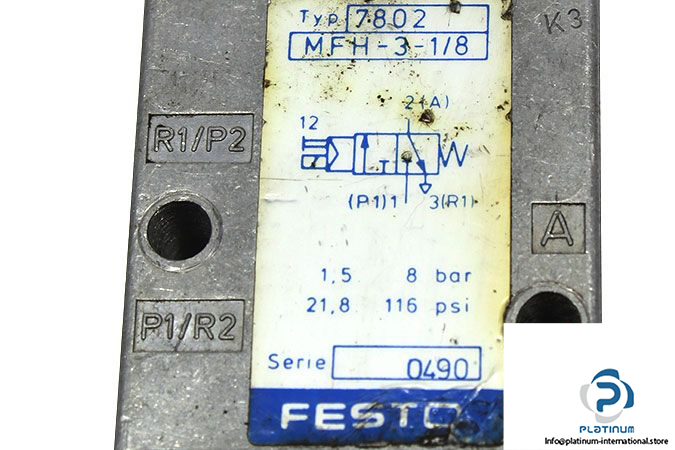 Typ 7802
MFH-3-1/8
K3
R1/P2
2(A)
12
(P1)1 3(R1)
A
1,5 8 bar
21,8 116 psi
P1/R2
Serie 0490
FESTO
PLATINUM
Info@platinum-international.store